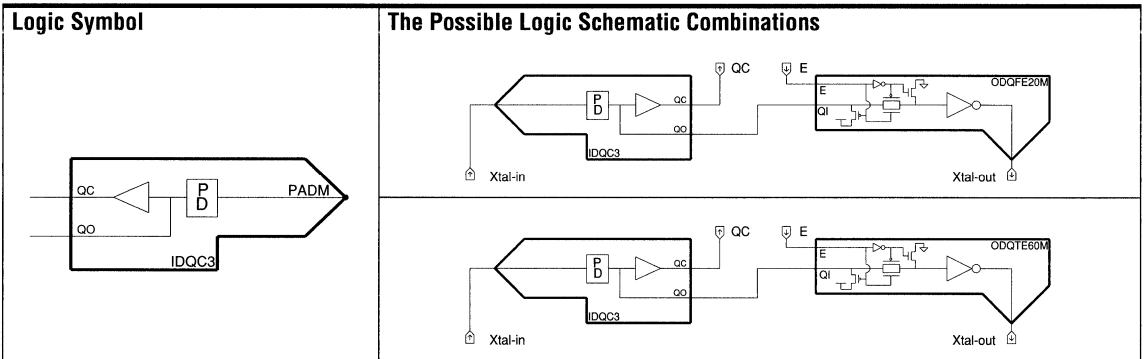 Logic Symbol
QC
P
D
PADM
QO
IDQC3
The Possible Logic Schematic Combinations
QC
E
ODQFE20M
P
D
QC
E
QI
QO
IDQC3
Xtal-in
Xtal-out
QC
E
ODQTE60M
P
D
QC
E
QI
QO
IDQC3
Xtal-in
Xtal-out